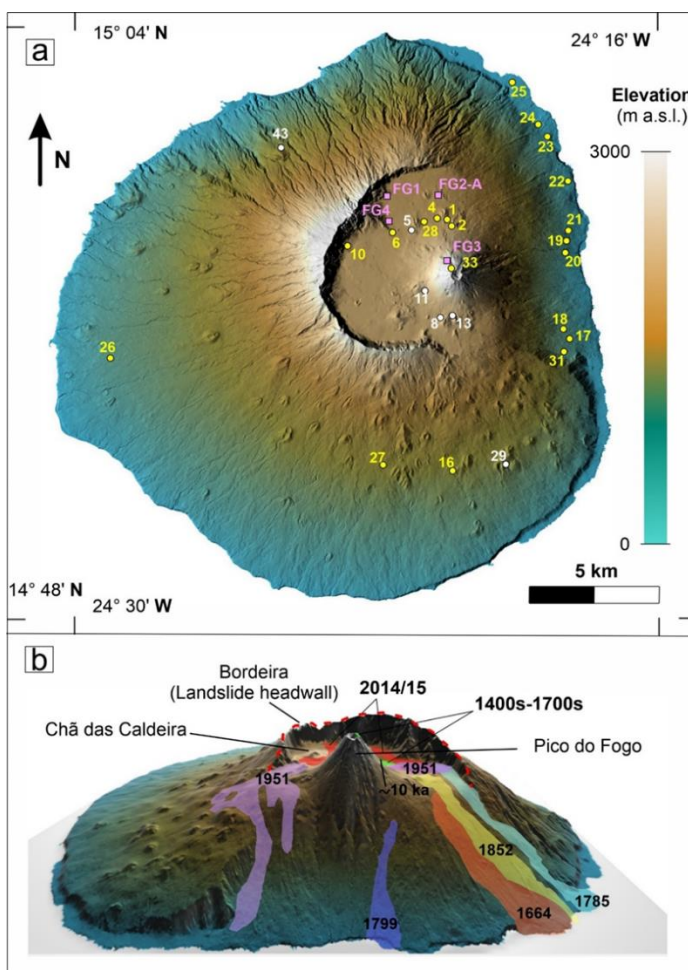 a
15° 04' N
24° 16' W
N
Elevation
(m a.s.l.)
3000
0
25
24
23
43
22
FG1
FG2-A
FG4
5
4
1
28
2
6
21
19
20
10
FG3
33
11
8
13
18
17
31
26
27
16
29
5 km
14° 48' N
24° 30' W
b
Bordeira
(Landslide headwall)
2014/15
1400s-1700s
Chã das Caldeira
Pico do Fogo
1951
1951
~10 ka
1852
1785
1664
1799